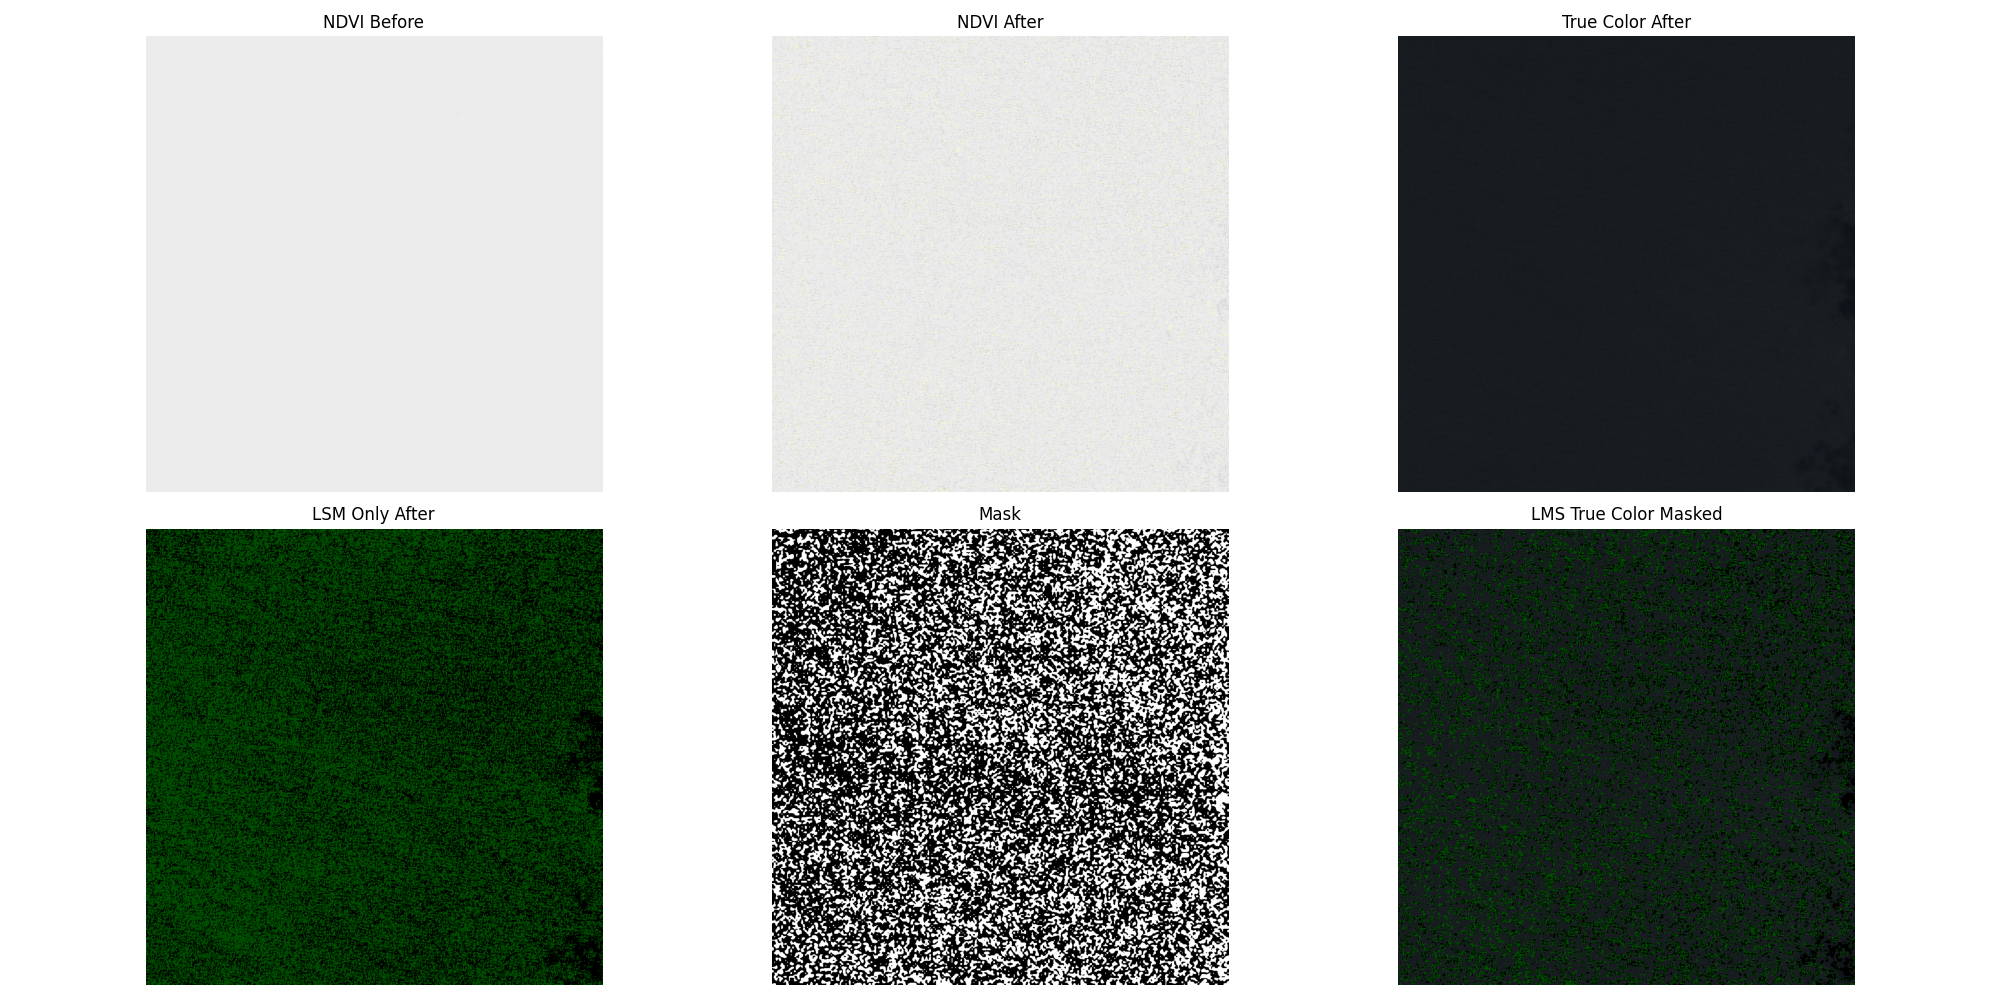 NDVI Before
NDVI After
True Color After
LSM Only After
Mask
LMS True Color Masked